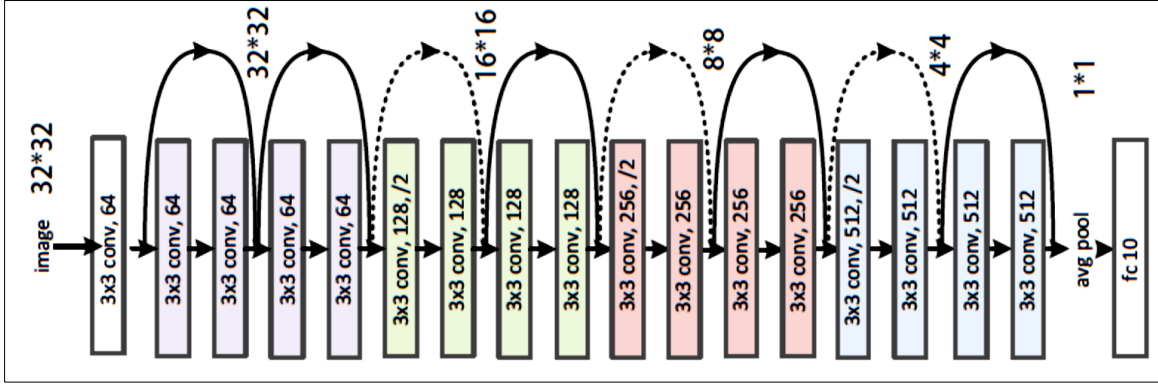 image
32*32
3x3 conv, 64
3x3 conv, 64
3x3 conv, 64
32*32
3x3 conv, 64
3x3 conv, 64
3x3 conv, 128, /2
3x3 conv, 128
16*16
3x3 conv, 128
3x3 conv, 128
3x3 conv, 256, /2
3x3 conv, 256
8*8
3x3 conv, 256
3x3 conv, 256
3x3 conv, 512, /2
3x3 conv, 512
4*4
3x3 conv, 512
3x3 conv, 512
1*1
avg pool
fc 10